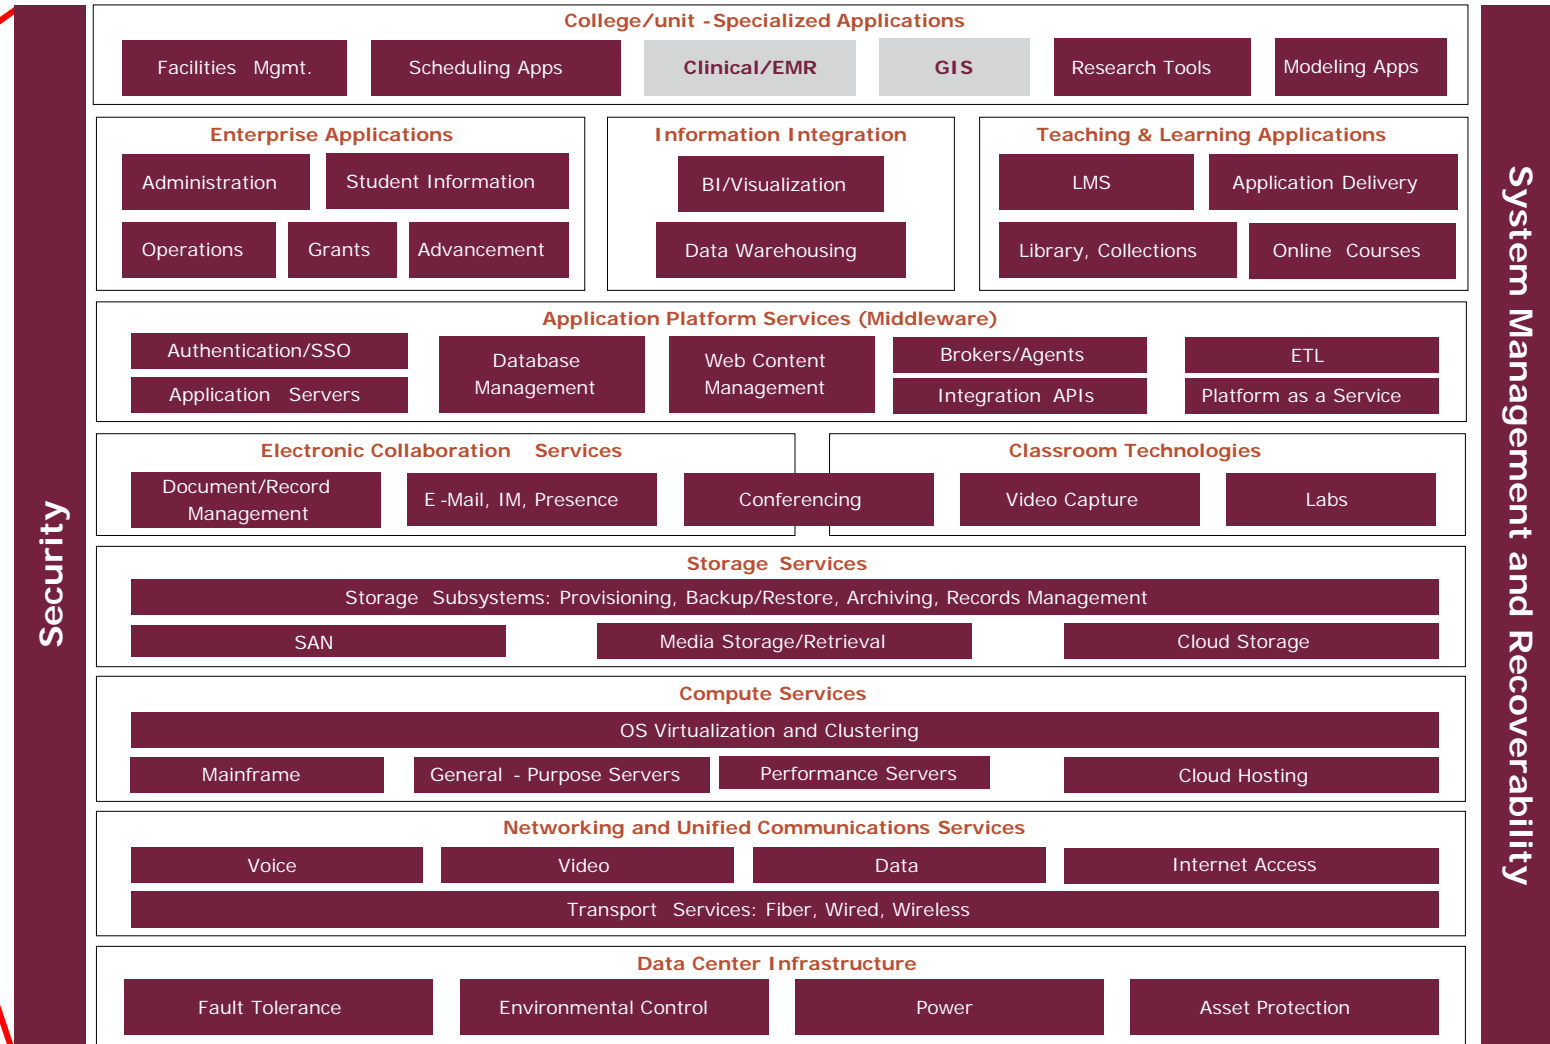 College/unit - Specialized Applications
Facilities Mgmt.
Scheduling Apps
Clinical/EMR
GIS
Research Tools
Modeling Apps
Enterprise Applications
Administration
Student Information
Operations
Grants
Advancement
Information Integration
BI/Visualization
Data Warehousing
Teaching & Learning Applications
LMS
Application Delivery
Library, Collections
Online Courses
Application Platform Services (Middleware)
Authentication/SSO
Application Servers
Database
Management
Web Content
Management
Brokers/Agents
Integration APIs
ETL
Platform as a Service
Electronic Collaboration Services
Document/Record
Management
E -Mail, IM, Presence
Conferencing
Classroom Technologies
Video Capture
Labs
Storage Services
Storage Subsystems: Provisioning, Backup/Restore, Archiving, Records Management
SAN
Media Storage/Retrieval
Cloud Storage
Compute Services
OS Virtualization and Clustering
Mainframe
General - Purpose Servers
Performance Servers
Cloud Hosting
Networking and Unified Communications Services
Voice
Video
Data
Internet Access
Transport Services: Fiber, Wired, Wireless
Data Center Infrastructure
Fault Tolerance
Environmental Control
Power
Asset Protection
Security
System Management and Recoverability